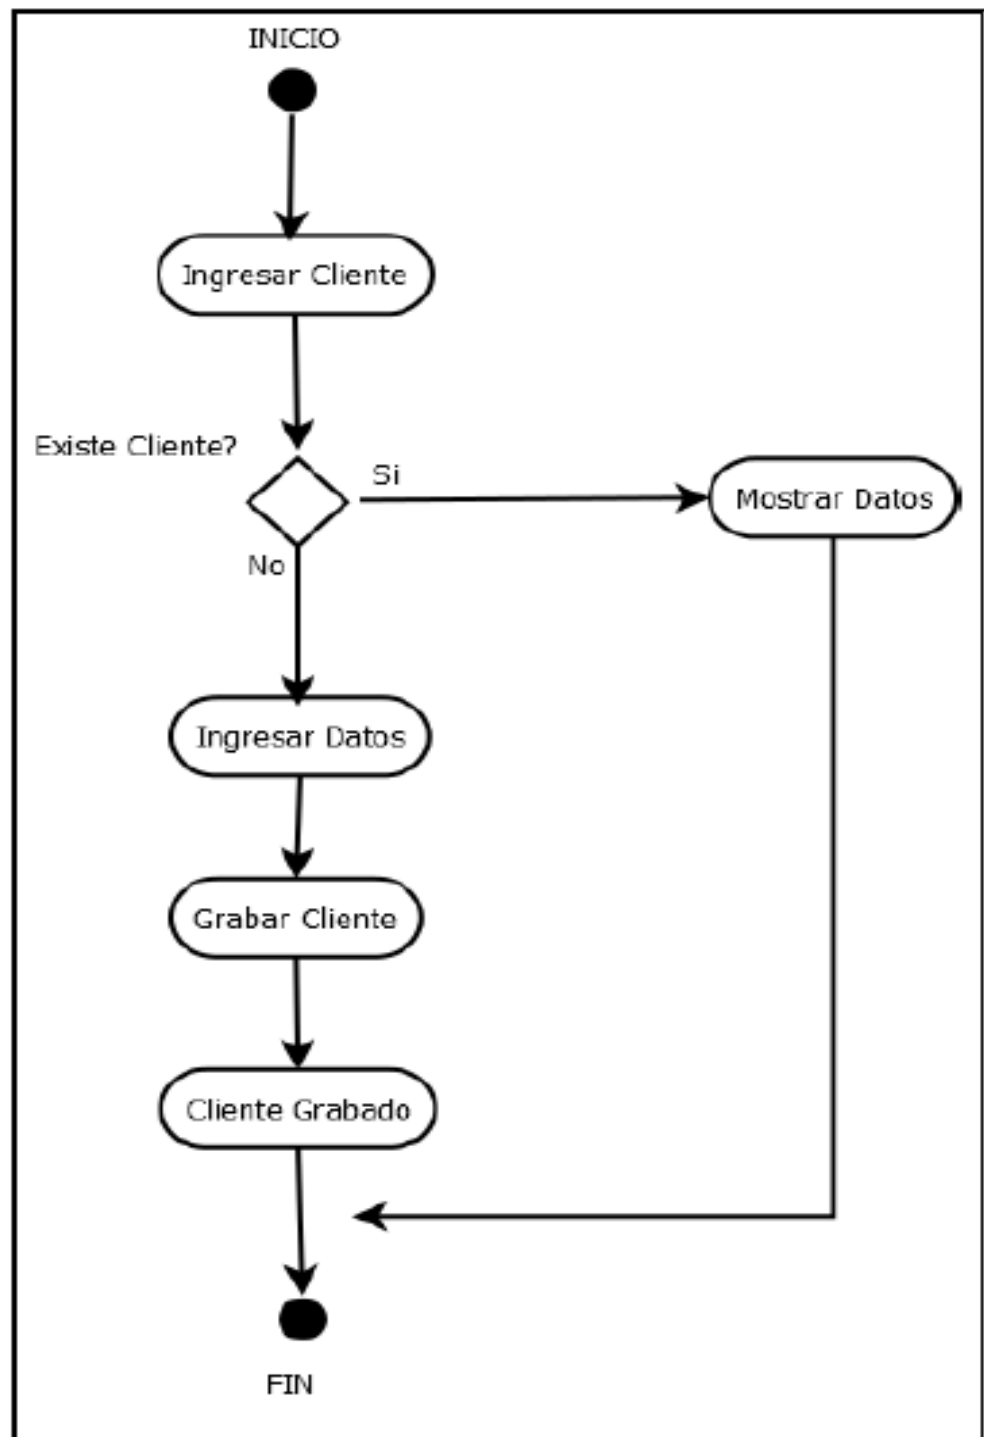 INICIO
Ingresar Cliente
Existe Cliente?
Si
Mostrar Datos
No
Ingresar Datos
Grabar Cliente
Cliente Grabado
FIN